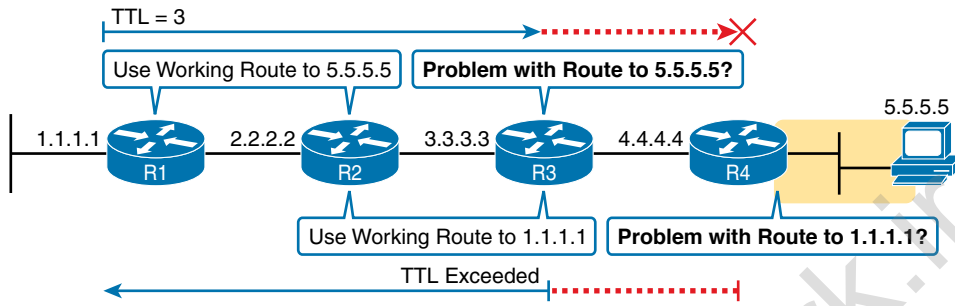 TTL = 3
Use Working Route to 5.5.5.5
Problem with Route to 5.5.5.5?
5.5.5.5
1.1.1.1
2.2.2.2
3.3.3.3
4.4.4.4
R1
R2
R3
R4
Use Working Route to 1.1.1.1
Problem with Route to 1.1.1.1?
TTL Exceeded